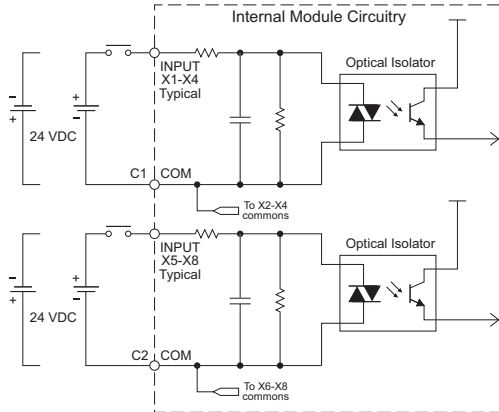 Internal Module Circuitry
INPUT
X1-X4
Typical
Optical Isolator
-
+
+
-
24 VDC
C1 COM
To X2-X4
commons
INPUT
X5-X8
Typical
Optical Isolator
-
+
+
-
24 VDC
C2 COM
To X6-X8
commons